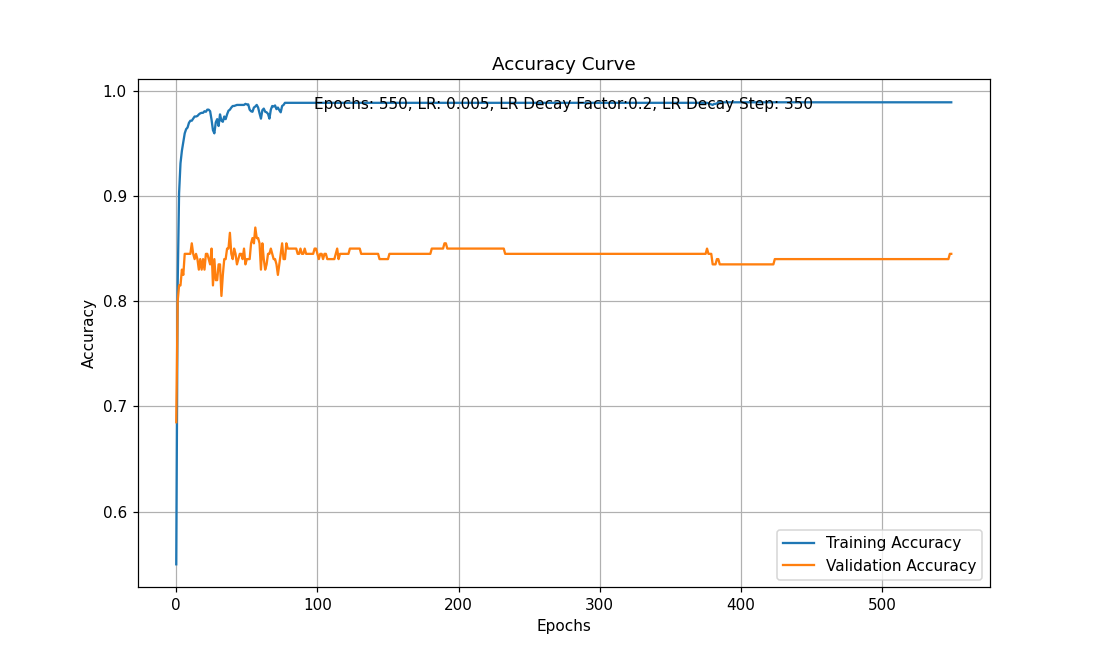 Accuracy Curve
Epochs: 550, LR: 0.005, LR Decay Factor:0.2, LR Decay Step: 350
1.0
0.9
0.8
0.7
0.6
Accuracy
Training Accuracy
Validation Accuracy
0 100 200 300 400 500
Epochs